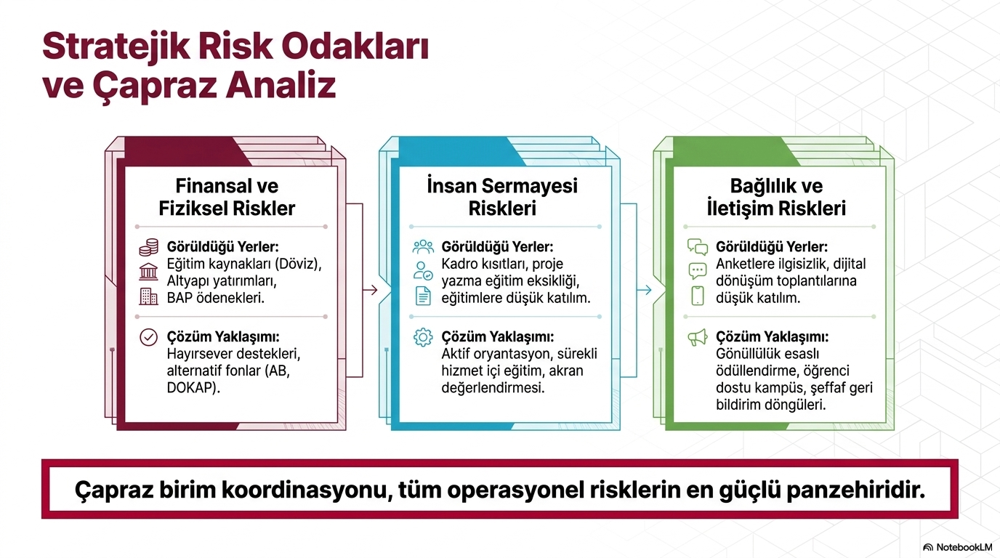 Stratejik Risk Odakları
ve Çapraz Analiz
Finansal ve
Fiziksel Riskler
Görüldüğü Yerler:
Eğitim kaynakları (Döviz),
Altyapı yatırımları,
BAP ödenekleri.
Çözüm Yaklaşımı:
Hayırsever destekleri,
alternatif fonlar (AB,
DOKAP).
İnsan Sermayesi
Riskleri
Görüldüğü Yerler:
Kadro kısıtları, proje
yazma eğitim eksikliği,
eğitimlere düşük katılım.
Çözüm Yaklaşımı:
Aktif oryantasyon, sürekli
hizmet içi eğitim, akran
değerlendirmesi.
Bağlılık ve
İletişim Riskleri
Görüldüğü Yerler:
Anketlere ilgisizlik, dijital
dönüşüm toplantılarına
düşük katılım.
Çözüm Yaklaşımı:
Gönüllülük esaslı
ödüllendirme, öğrenci
dostu kampüs, şeffaf geri
bildirim döngüleri.
Çapraz birim koordinasyonu, tüm operasyonel risklerin en güçlü panzehiridir.
NotebookLM